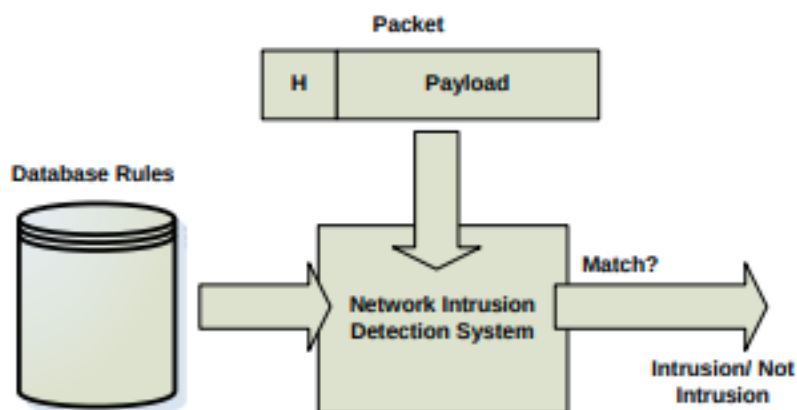 Packet
H
Payload
Database Rules
Match?
Network Intrusion
Detection System
Intrusion/ Not
Intrusion